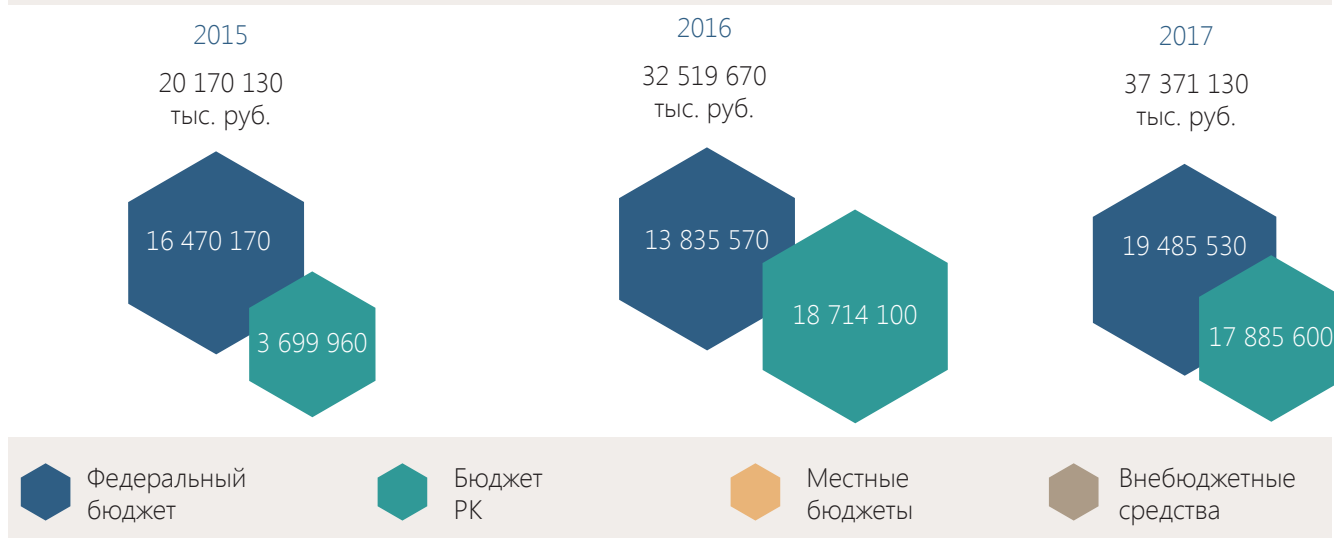 2015
20 170 130
тыс. руб.
16 470 170
3 699 960
2016
32 519 670
тыс. руб.
13 835 570
18 714 100
2017
37 371 130
тыс. руб.
19 485 530
17 885 600
Федеральный
бюджет
Бюджет
РК
Местные
бюджеты
Внебюджетные
средства